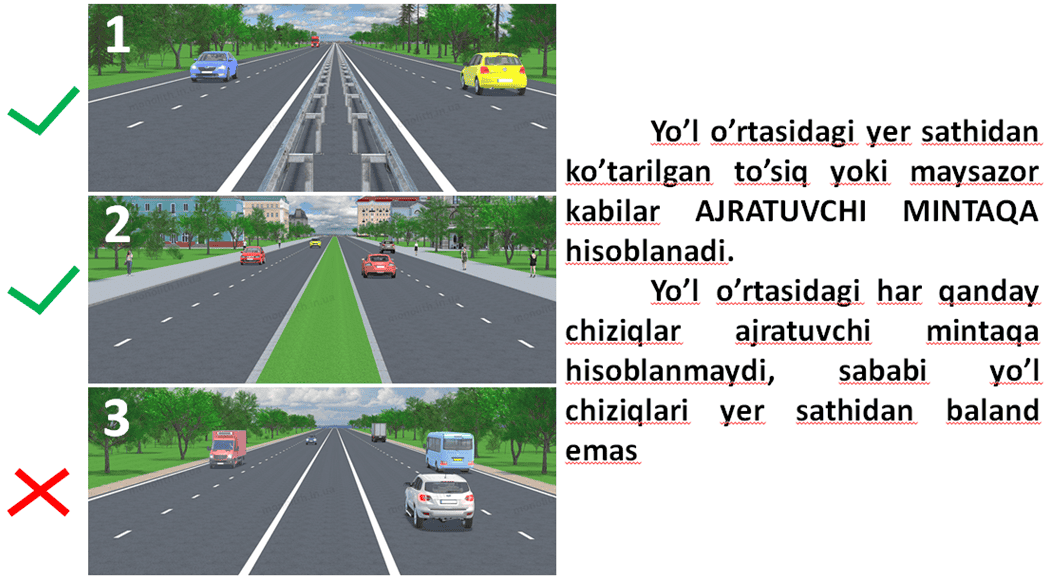 1
2
3
Yo’l o’rtasidagi yer sathidan
ko’tarilgan to’siq yoki maysazor
kabilar AJRATUVCHI MINTAQA
hisoblanadi.
Yo’l o’rtasidagi har qanday
chiziqlar ajratuvchi mintaqa
hisoblanmaydi, sababi yo’l
chiziqlari yer sathidan baland
emas